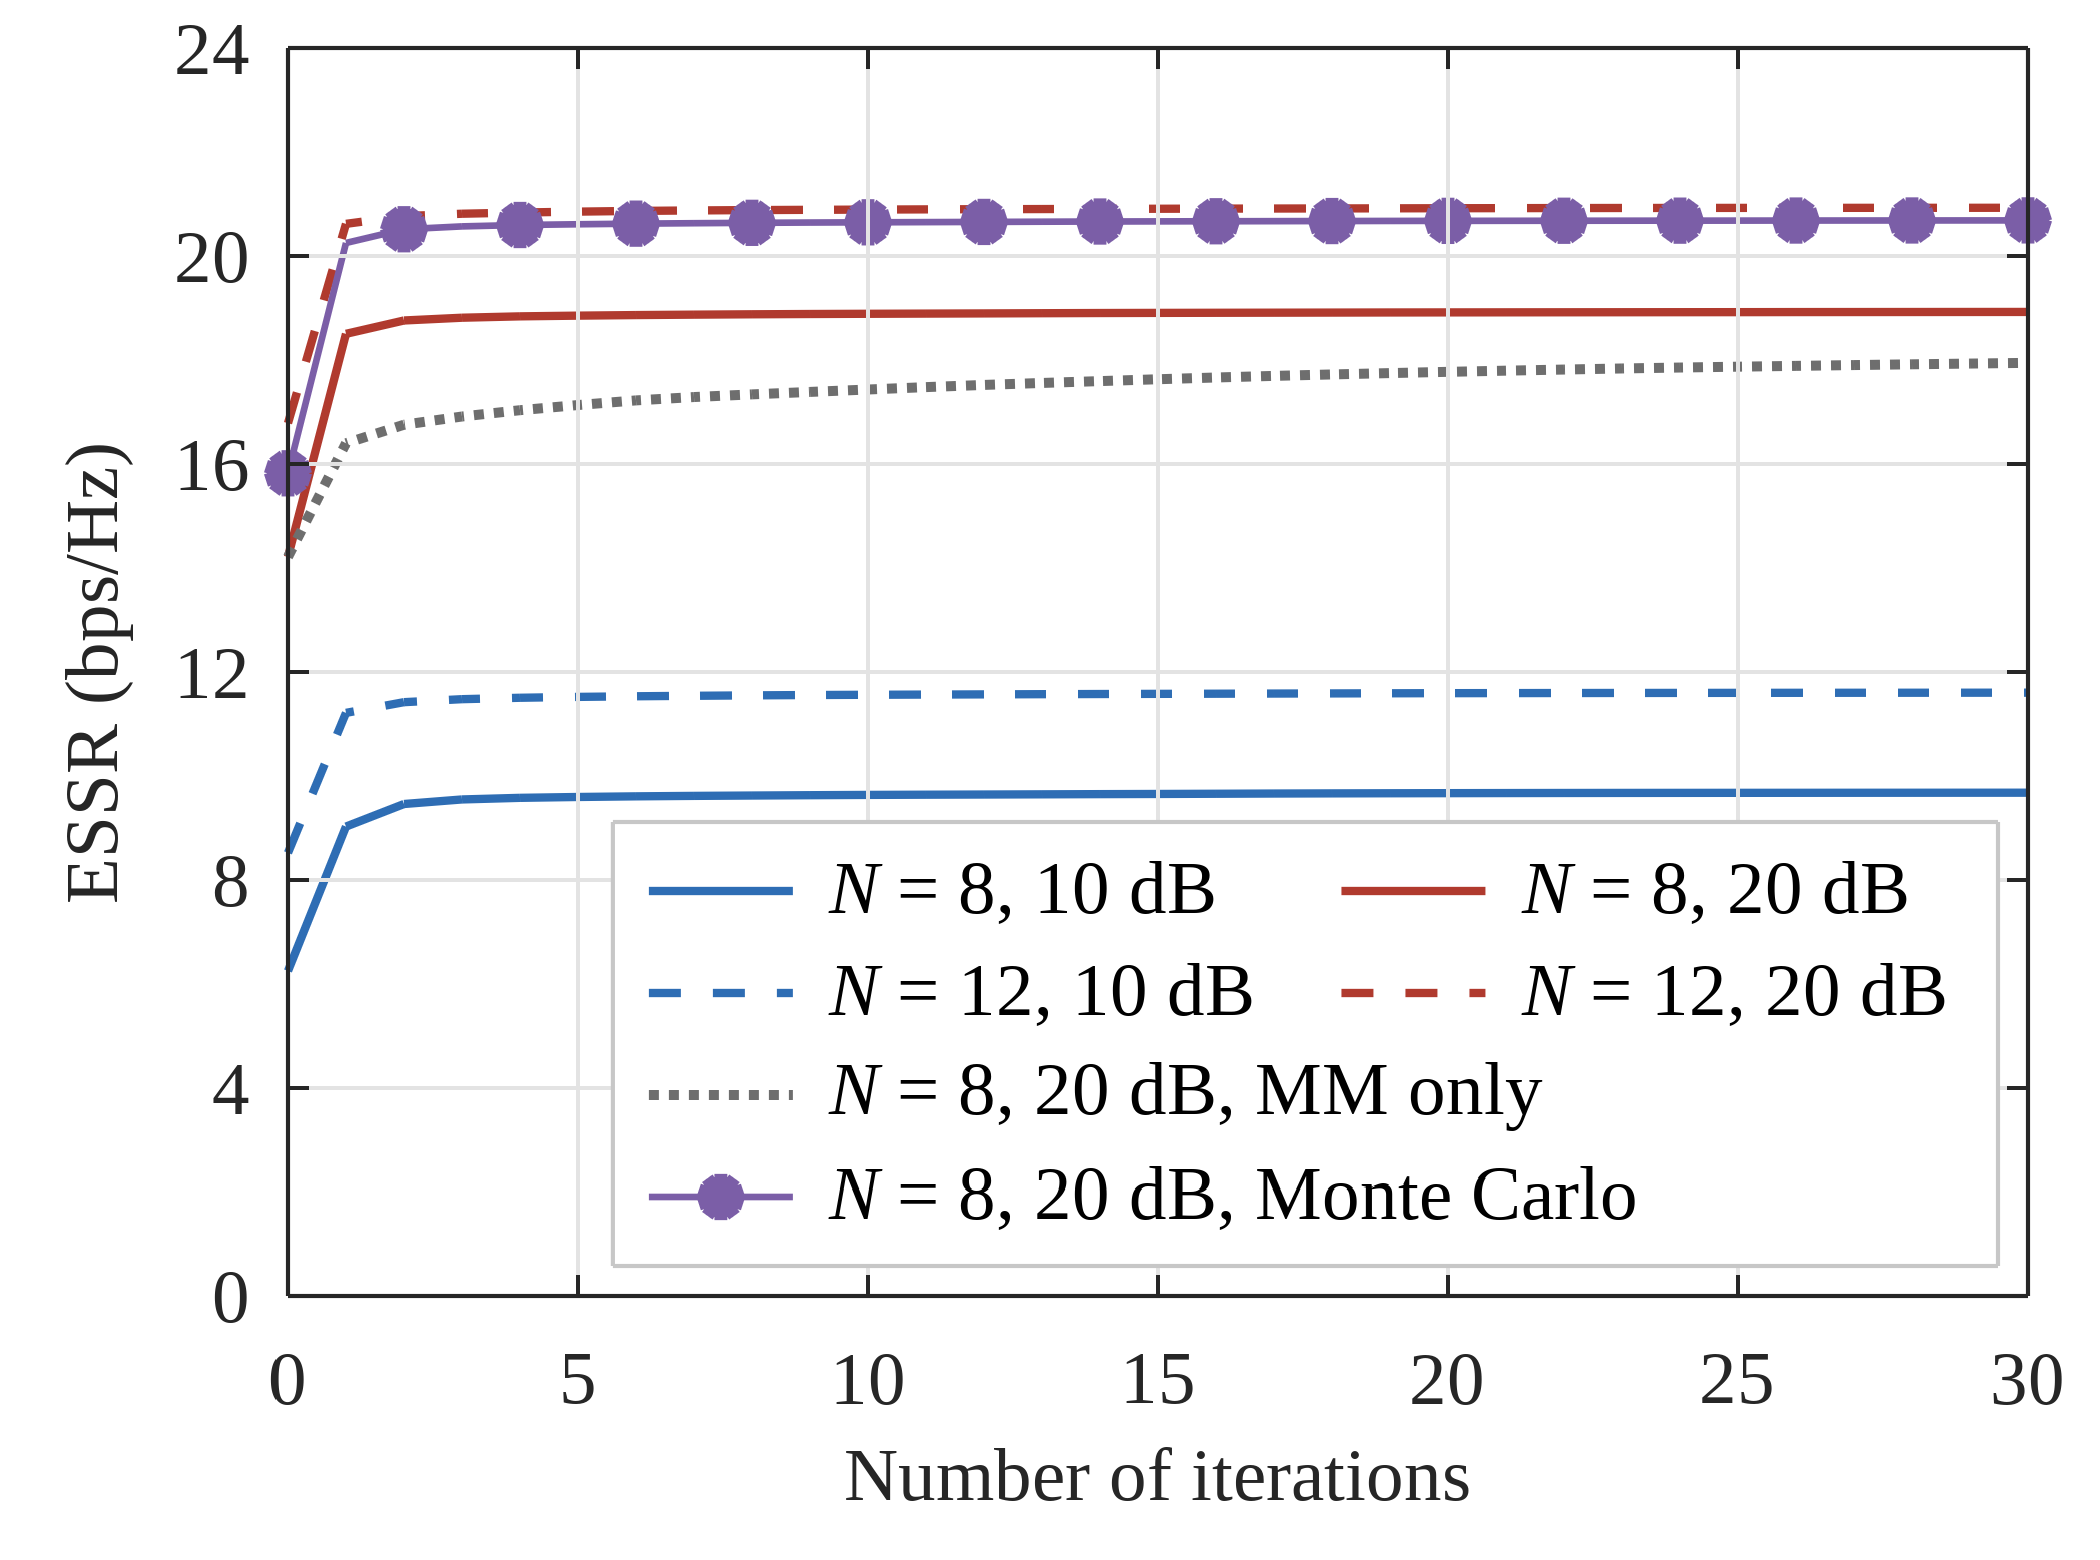 24
20
16
12
8
4
0
ESSR (bps/Hz)
N = 8, 10 dB
N = 8, 20 dB
N = 12, 10 dB
N = 12, 20 dB
N = 8, 20 dB, MM only
N = 8, 20 dB, Monte Carlo
0 5 10 15 20 25 30
Number of iterations